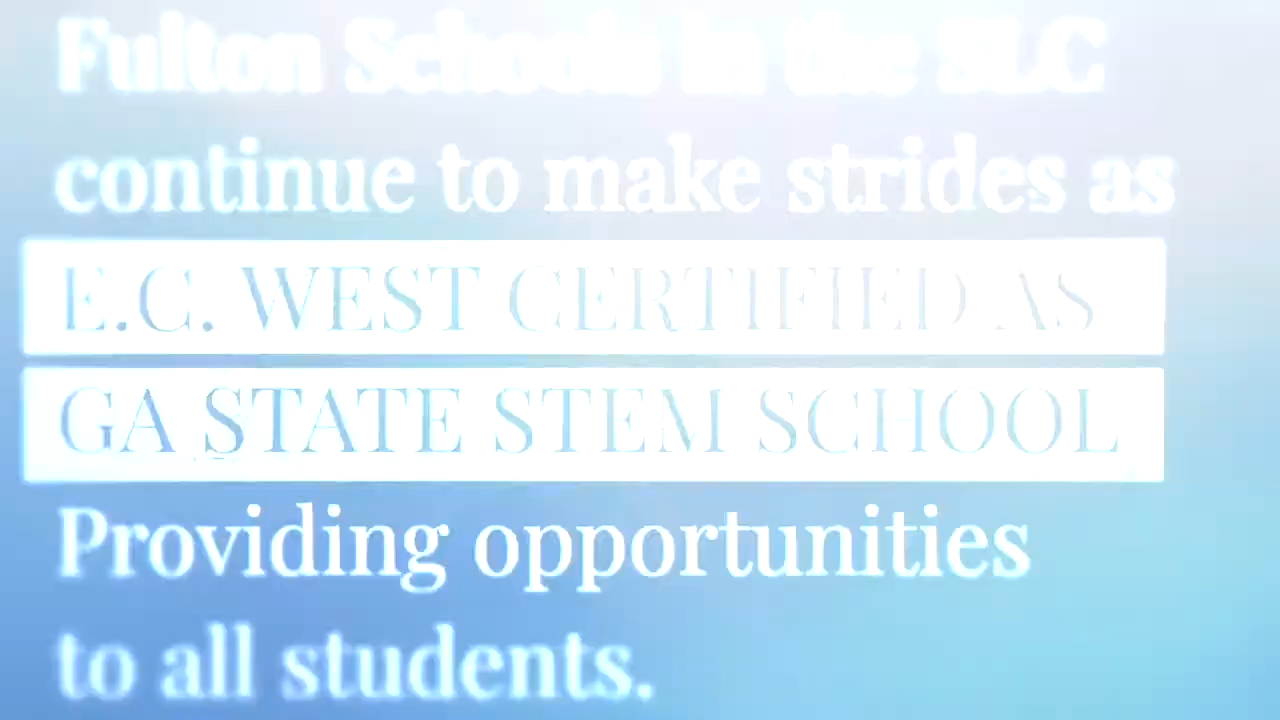 Fulton Schools in the SLC
continue to make strides as
E.C. WEST CERTIFIED AS
GA STATE STEM SCHOOL
Providing opportunities
to all students.